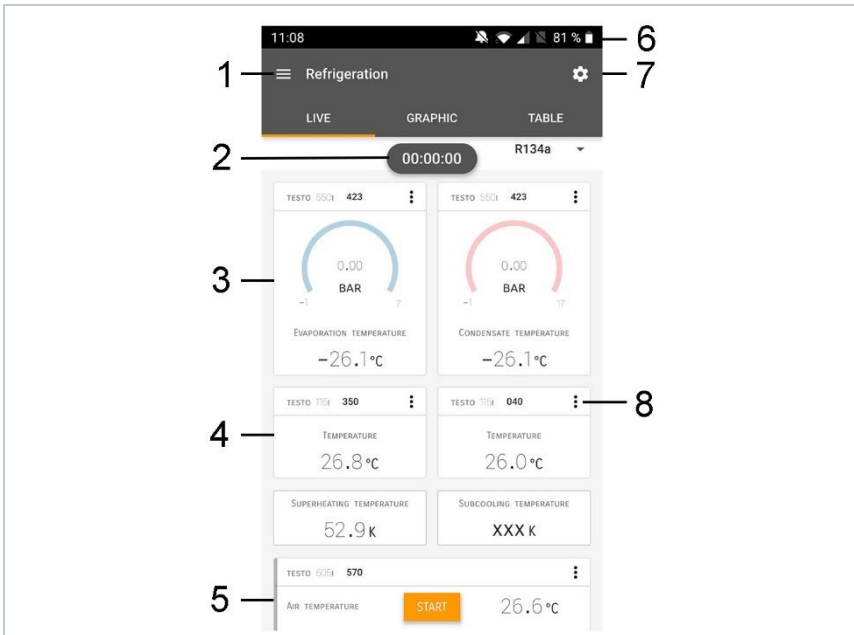 11:08 81 % 6
1 Refrigeration 7
LIVE GRAPHIC TABLE
2 00:00:00 R134a
TESTO 550I 423 TESTO 550I 423
3 0.00 0.00
BAR BAR
-1 7 -1 17
EVAPORATION TEMPERATURE CONDENSATE TEMPERATURE
-26.1°C -26.1°C
TESTO 115I 350 TESTO 115I 040 8
4 TEMPERATURE TEMPERATURE
26.8°C 26.0°C
SUPERHEATING TEMPERATURE SUBCOOLING TEMPERATURE
52.9 K XXX K
TESTO 605I 570
5 AIR TEMPERATURE START 26.6°C